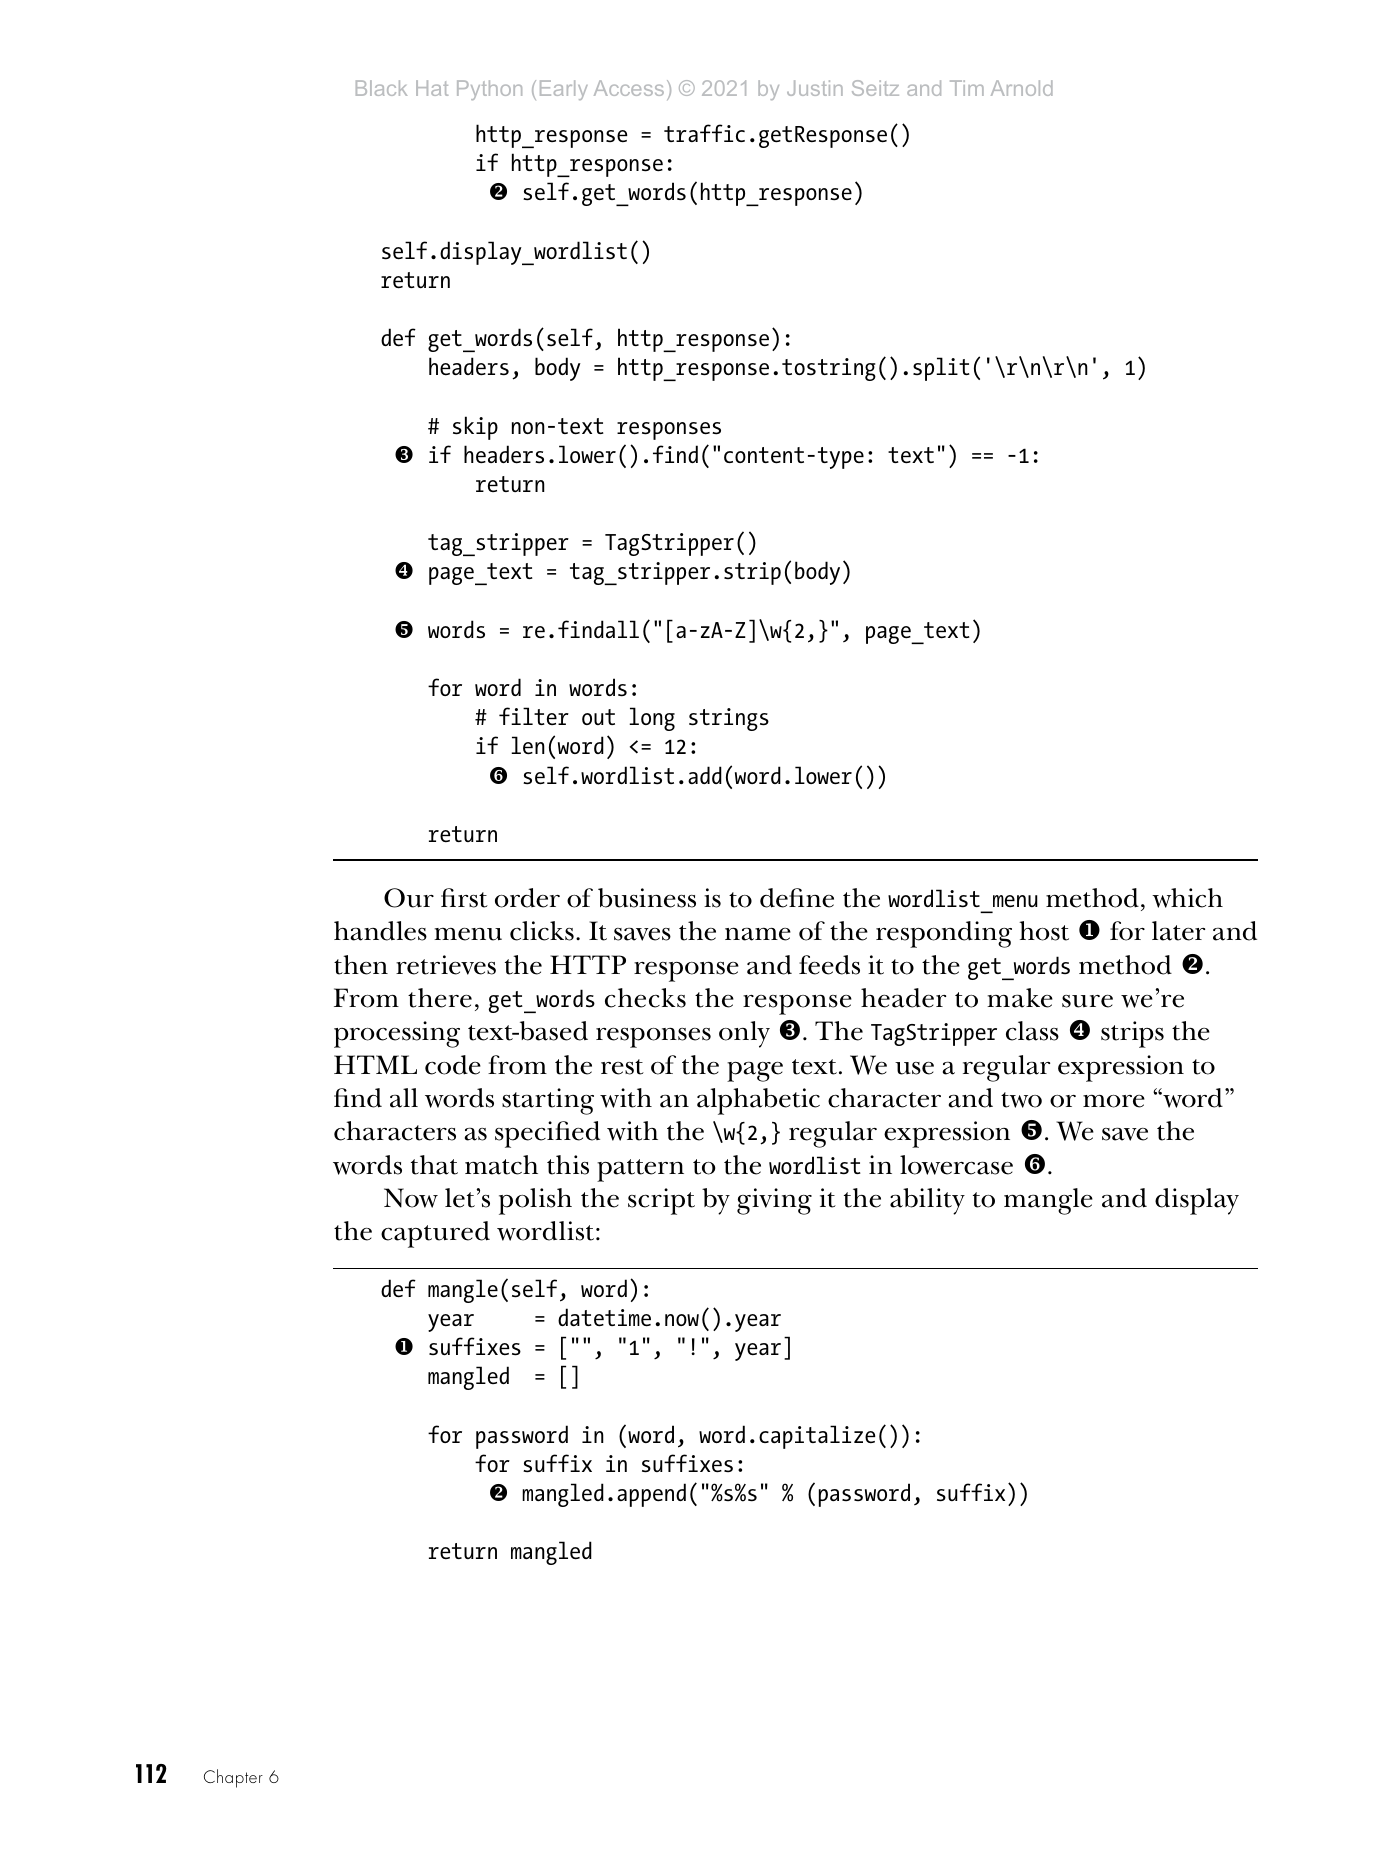 Black Hat Python (Early Access) © 2021 by Justin Seitz and Tim Arnold
            http_response = traffic.getResponse()
            if http_response:
             ❷ self.get_words(http_response)
    self.display_wordlist()
    return
    def get_words(self, http_response):
        headers, body = http_response.tostring().split('\r\n\r\n', 1)
        # skip non-text responses
     ❸ if headers.lower().find("content-type: text") == -1:
            return
        tag_stripper = TagStripper()
     ❹ page_text = tag_stripper.strip(body)
     ❺ words = re.findall("[a-zA-Z]\w{2,}", page_text)
        for word in words:
            # filter out long strings
            if len(word) <= 12:
             ❻ self.wordlist.add(word.lower())
        return
Our first order of business is to define the wordlist_menu method, which
handles menu clicks. It saves the name of the responding host ❶ for later and
then retrieves the HTTP response and feeds it to the get_words method ❷.
From there, get_words checks the response header to make sure we’re
processing text-based responses only ❸. The TagStripper class ❹ strips the
HTML code from the rest of the page text. We use a regular expression to
find all words starting with an alphabetic character and two or more “word”
characters as specified with the \w{2,} regular expression ❺. We save the
words that match this pattern to the wordlist in lowercase ❻.
Now let’s polish the script by giving it the ability to mangle and display
the captured wordlist:
    def mangle(self, word):
        year     = datetime.now().year
     ❶ suffixes = ["", "1", "!", year]
        mangled  = []
        for password in (word, word.capitalize()):
            for suffix in suffixes:
             ❷ mangled.append("%s%s" % (password, suffix))
        return mangled
112 Chapter 6